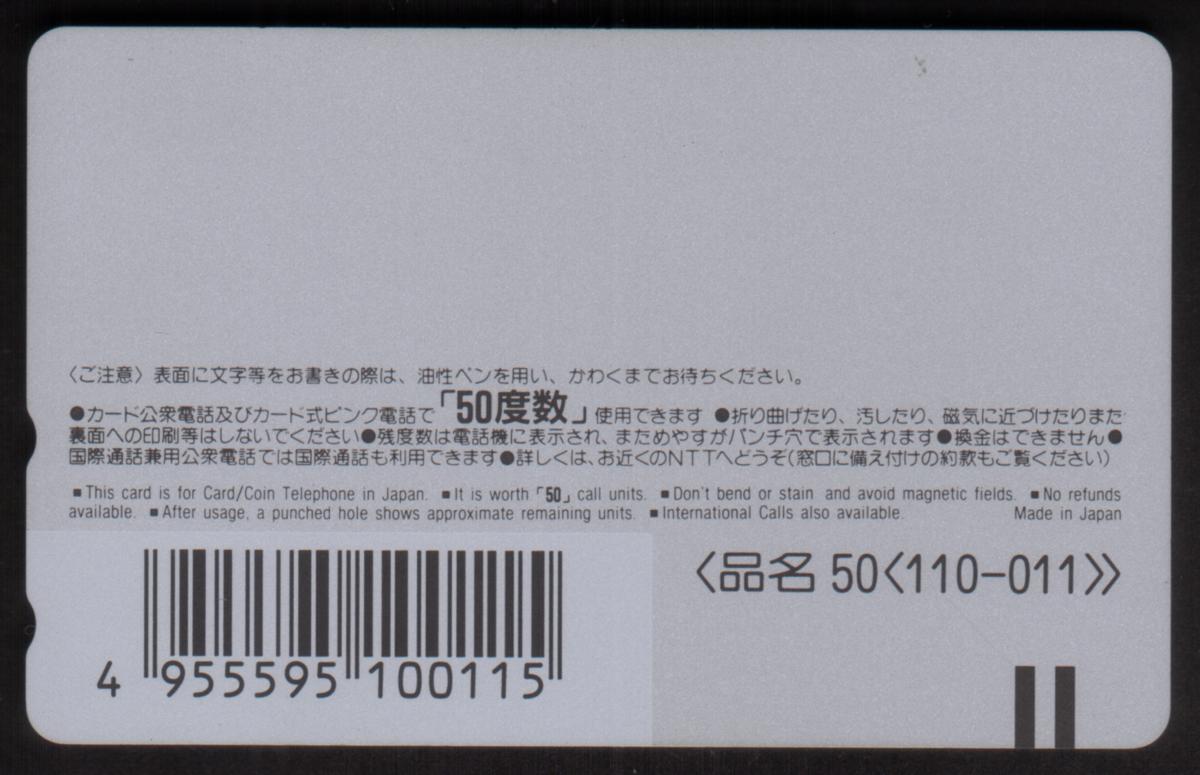 〈ご注意〉表面に文字等をお書きの際は、油性ペンを用い、かわくまでお待ちください。
●カード公衆電話及びカード式ピンク電話で「50度数」使用できます ●折り曲げたり、汚したり、磁気に近づけたりまた
裏面への印刷等はしないでください●残度数は電話機に表示され、まためやすがパンチ穴で表示されます●換金はできません●
国際通話兼用公衆電話では国際通話も利用できます●詳しくは、お近くのNTTへどうぞ(窓口に備え付けの約款もご覧ください)
■This card is for Card/Coin Telephone in Japan. ■It is worth「50」call units. ■Don't bend or stain and avoid magnetic fields. ■No refunds
available. ■After usage, a punched hole shows approximate remaining units. ■International Calls also available. Made in Japan
〈品名 50〈110-011〉〉
4 955595 100115